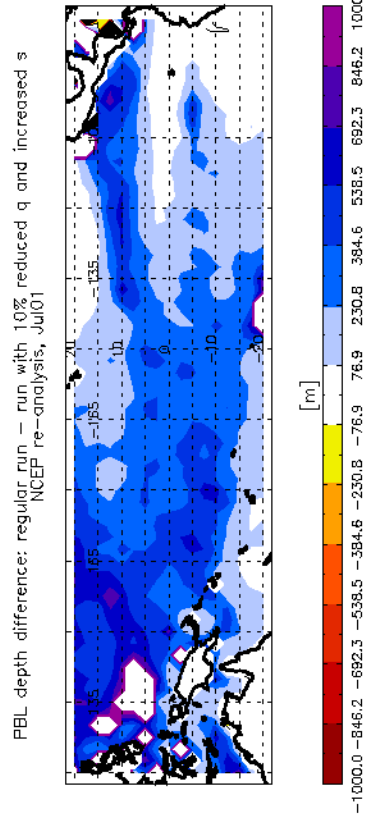 PBL depth difference: regular run − run with 10% reduced q and increased s
NCEP re-analysis, Jul01
20
10
0
-10
-20
-135
-165
165
135
[m]
-1000.0 -846.2 -692.3 -538.5 -384.6 -230.8 -76.9 76.9 230.8 384.6 538.5 692.3 846.2 1000